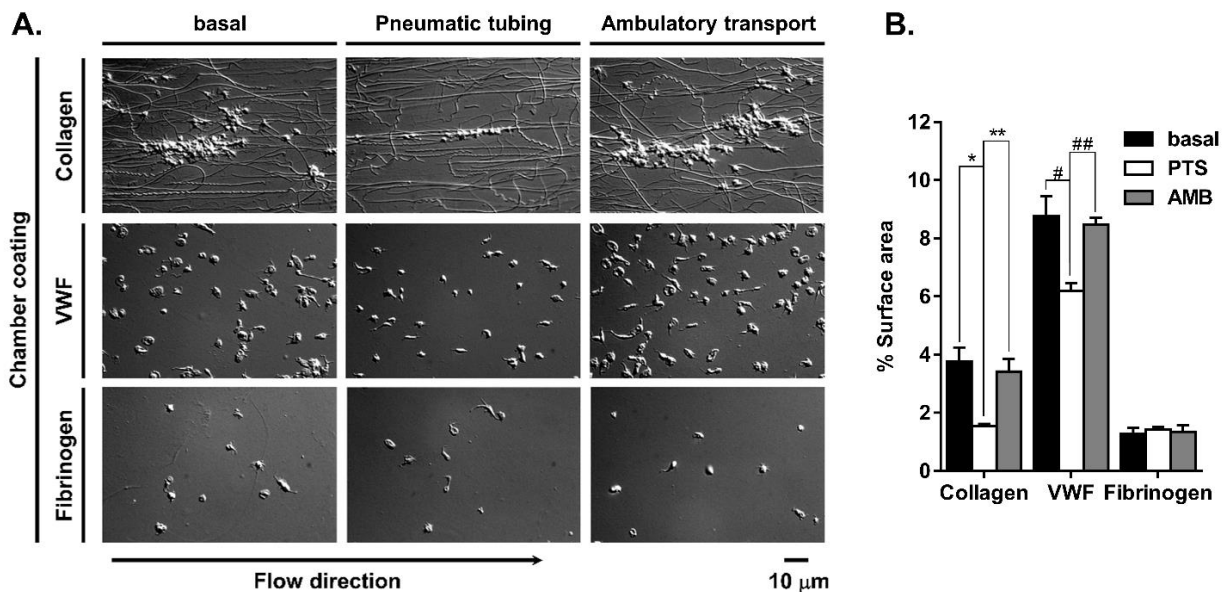 A.
basal
Pneumatic tubing
Ambulatory transport
Chamber coating
Collagen
VWF
Fibrinogen
Flow direction
10 μm
B.
% Surface area
12
10
8
6
4
2
0
basal
PTS
AMB
*
**
#
##
Collagen VWF Fibrinogen